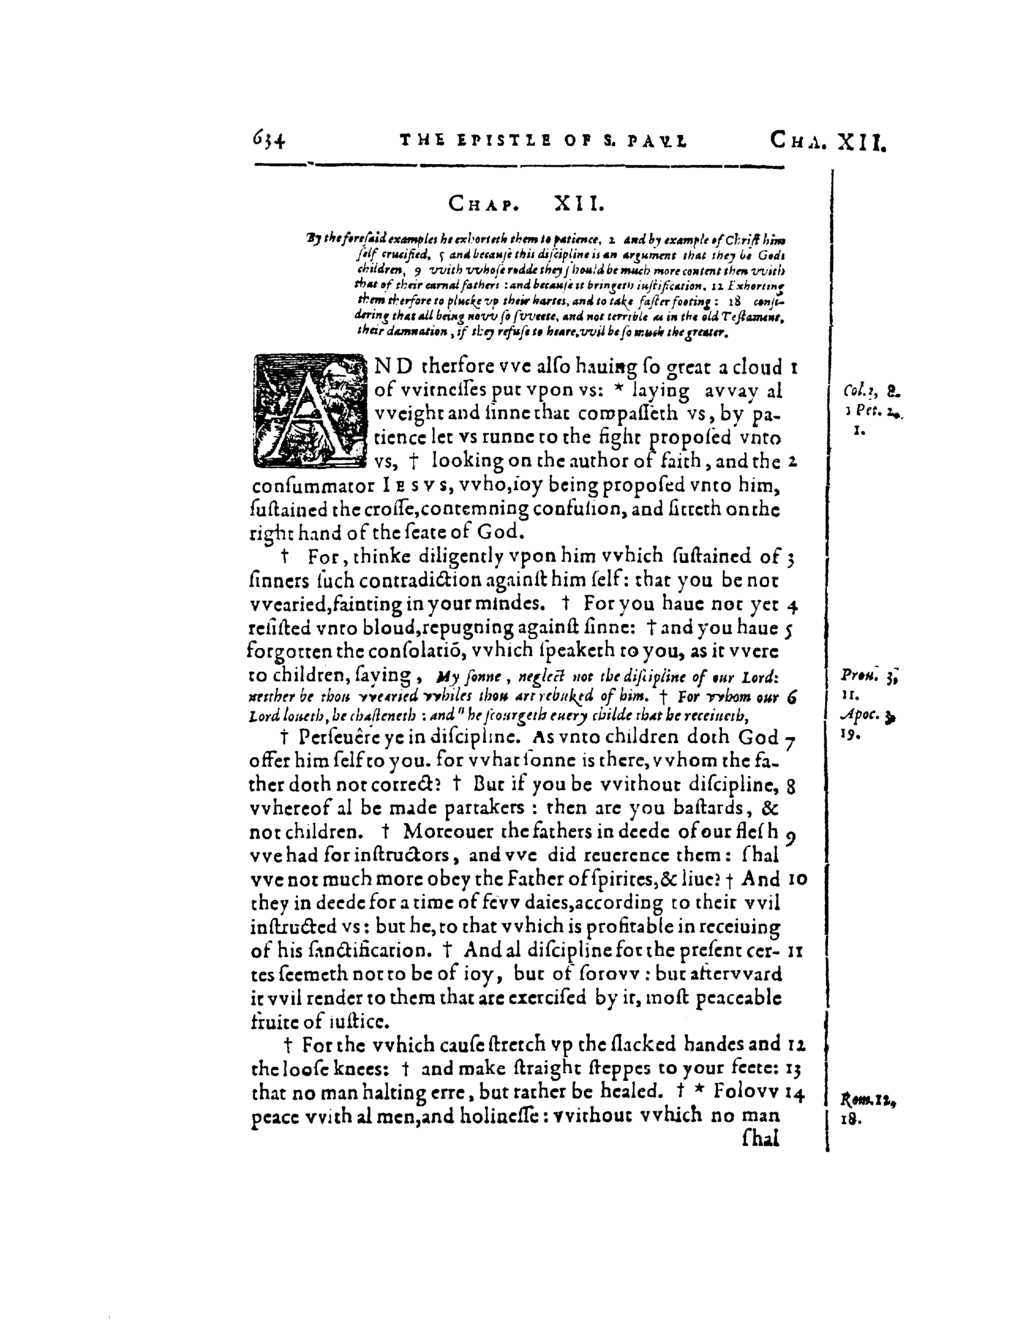 634 THE EPISTLE OF S. PAVL CHA. XII.
CHAP. XII.
By the foresaid examples he exhorteth them to patience, 2 and by example of Christ him
self crucified, 5 and because this discipline is an argument that they be Gods
children, 9 vvith vvhose rodde they should be much more content then vvith
that of their carnal fathers : and because it bringeth iustification. 12 Exhorting
them therfore to plucke vp their hartes, and to take faster footing : 18 consi-
dering that all being novv so svveete, and not terrible as in the old Testament,
their damnation, if they refuse to heare, vvil be so much the greater.
AND therfore vve also hauing so great a cloud 1
of vvitnesses put vpon vs: * laying avvay al
vveight and sinne that compasseth vs, by pa-
tience let vs runne to the fight proposed vnto
vs, † looking on the author of faith, and the 2
consummator IESVS, vvho, ioy being proposed vnto him,
sustained the crosse, contemning confusion, and sitteth on the
right hand of the seate of God.
† For, thinke diligently vpon him vvhich sustained of 3
sinners such contradiction against him self: that you be not
vvearied, fainting in your mindes. † For you haue not yet 4
resisted vnto bloud, repugning against sinne: † and you haue 5
forgotten the consolatiō, vvhich speaketh to you, as it vvere
to children, saying, My sonne, neglect not the discipline of our Lord:
neither be thou vvearied vvhiles thou art rebuked of him. † For vvhom our 6
Lord loueth, he chasteneth : and " he scourgeth euery childe that he receiueth,
† Perseuêre ye in discipline. As vnto children doth God 7
offer him self to you. for vvhat sonne is there, vvhom the fa-
ther doth not correct? † But if you be vvithout discipline, 8
vvhereof al be made partakers : then are you bastards, &
not children. † Moreouer the fathers in deede of our flesh 9
vve had for instructors, and vve did reuerence them: shal
vve not much more obey the Father of spirites, & liue? † And 10
they in deede for a time of fevv daies, according to their vvil
instructed vs: but he, to that vvhich is profitable in receiuing
of his sanctification. † And al discipline for the present cer- 11
tes seemeth not to be of ioy, but of sorovv : but aftervvard
it vvil render to them that are exercised by it, most peaceable
fruite of iustice.
† For the vvhich cause stretch vp the slacked handes and 12
the loose knees: † and make straight steppes to your feete: 13
that no man halting erre, but rather be healed. † * Folovv 14
peace vvith al men, and holinesse: vvithout vvhich no man
shal
Col. 3, 8.
1 Pet. 2,
1.
Prou. 3,
11.
Apoc. 3,
19.
Rom. 12,
18.